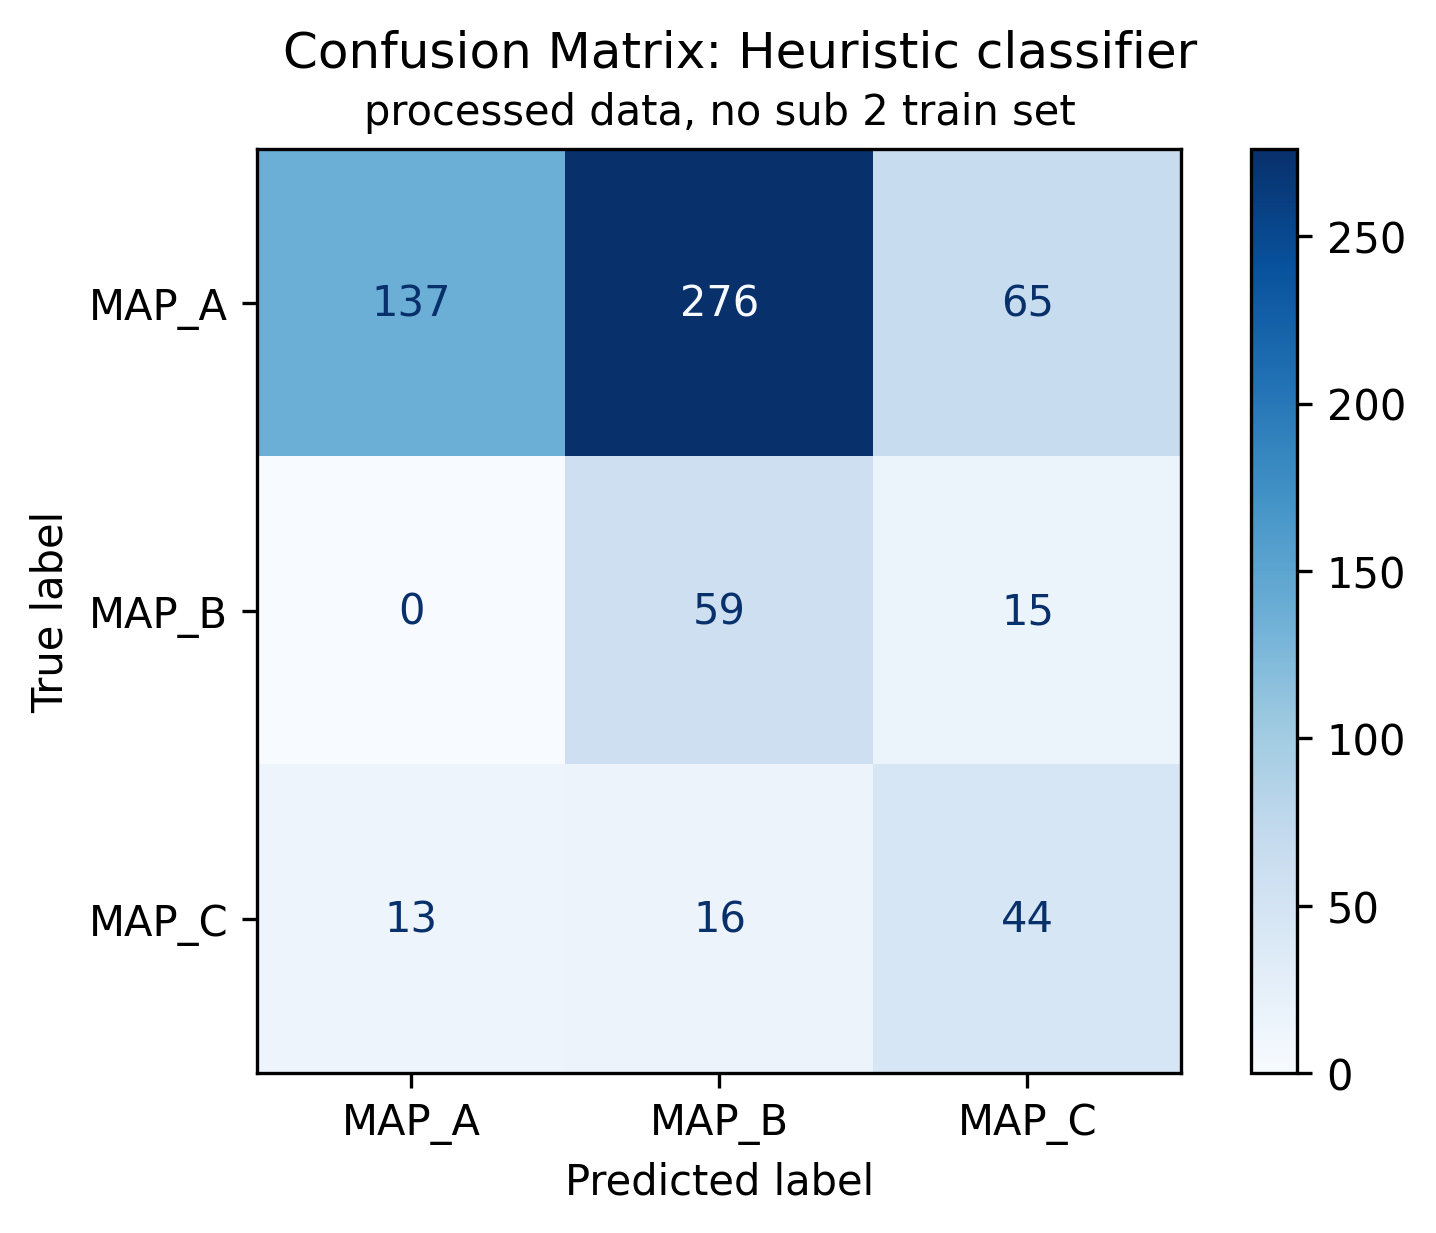 Confusion Matrix: Heuristic classifier
processed data, no sub 2 train set
True label
MAP_A 137 276 65
MAP_B 0 59 15
MAP_C 13 16 44
MAP_A MAP_B MAP_C
Predicted label
250
200
150
100
50
0